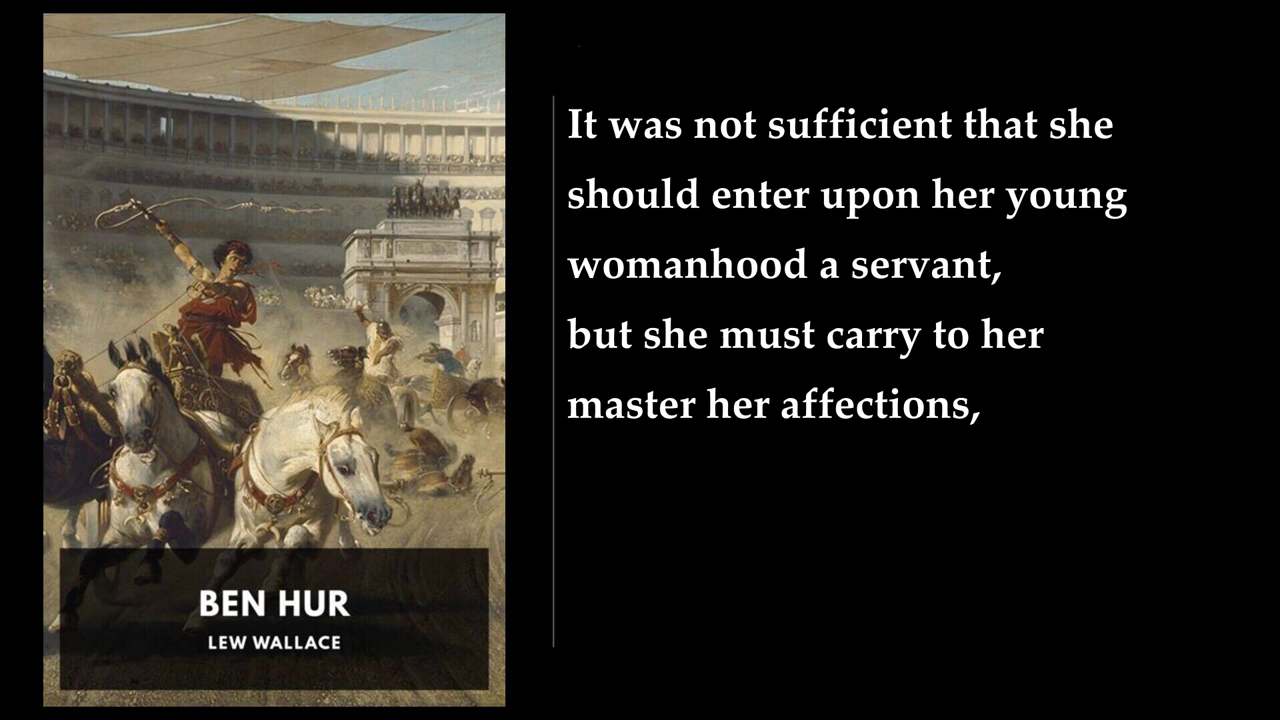 It was not sufficient that she
should enter upon her young
womanhood a servant,
but she must carry to her
master her affections,
BEN HUR
LEW WALLACE